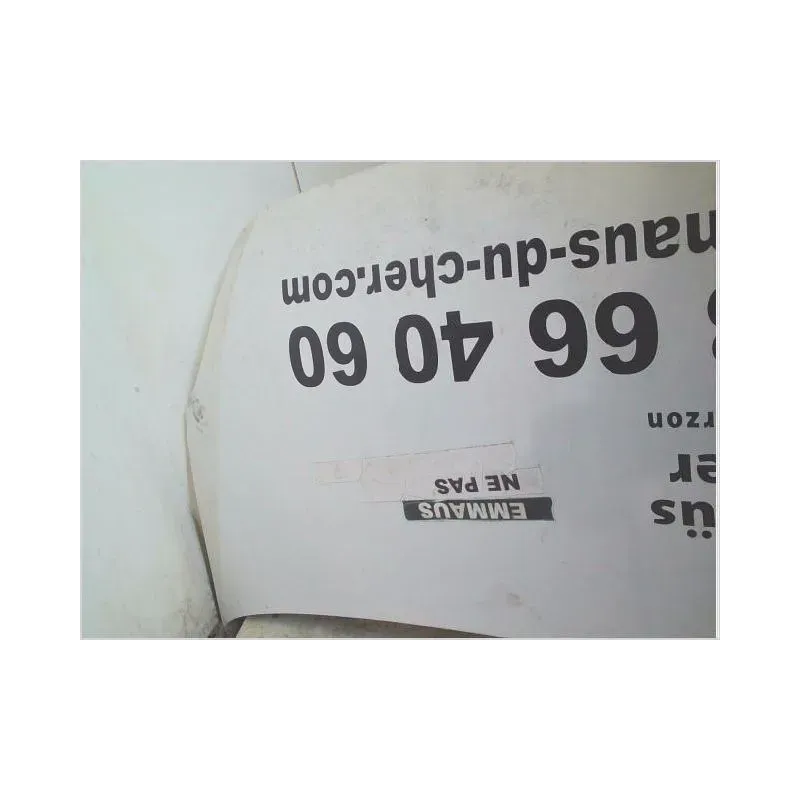 üs
EMMAUS
NE PAS
er
rzon
66 40 60
maus-du-cher.com